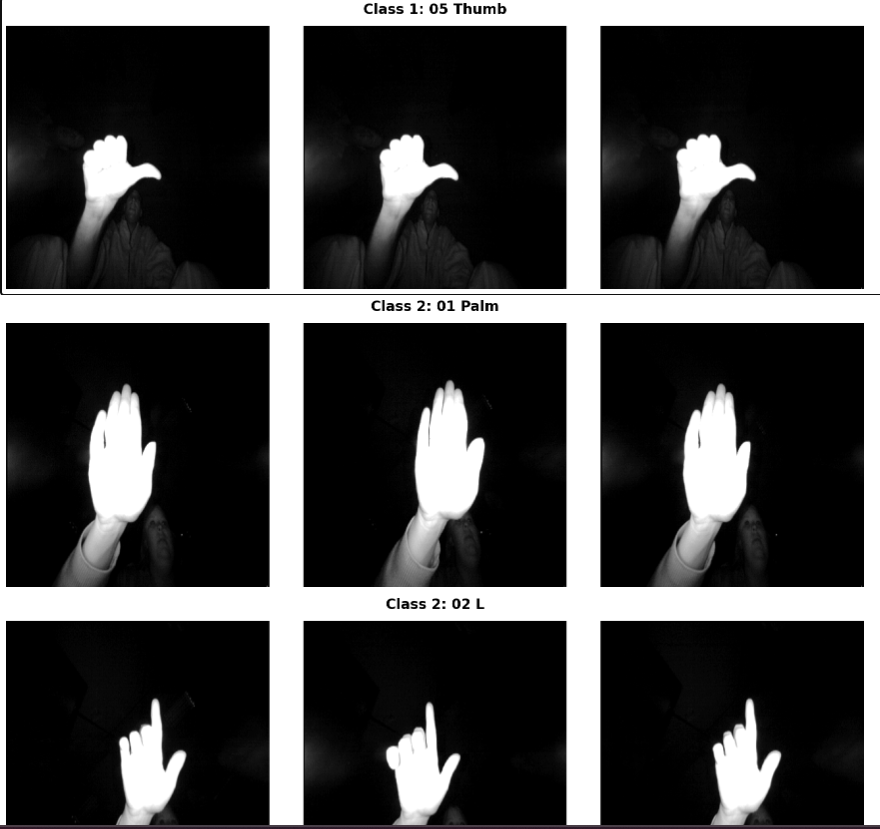 Class 1: 05 Thumb
Class 2: 01 Palm
Class 2: 02 L